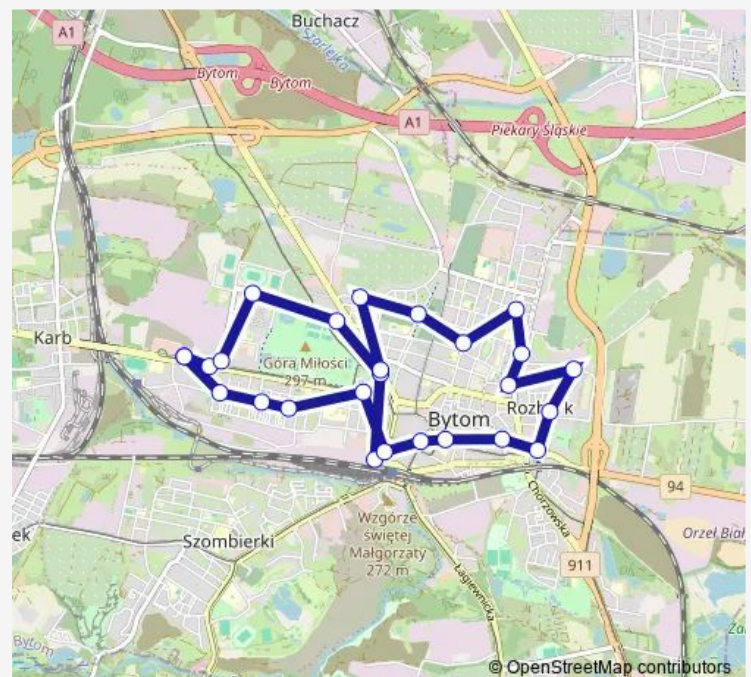 Buchacz
A1
Szarlejka
Bytom
Bytom
A1
Piekary Śląskie
Karb
Góra Miłości
297 m
Bytom
94
Chorzowska
Szombierki
Wzgórze
świętej
Małgorzaty
272 m
Łagiewnicka
911
Orzeł Biał
ek
Bytom
© OpenStreetMap contributors